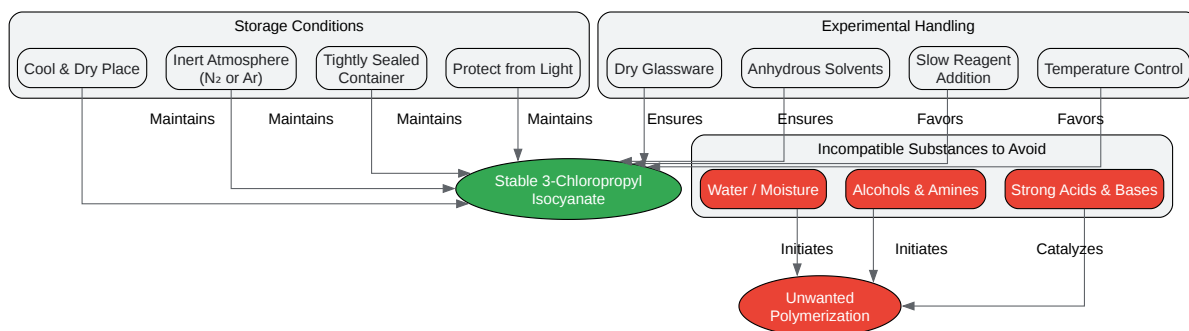 Storage Conditions
Experimental Handling
Cool & Dry Place
Inert Atmosphere
(N₂ or Ar)
Tightly Sealed
Container
Protect from Light
Dry Glassware
Anhydrous Solvents
Slow Reagent
Addition
Temperature Control
Maintains
Maintains
Maintains
Maintains
Ensures
Ensures
Favors
Favors
Incompatible Substances to Avoid
Stable 3-Chloropropyl
Isocyanate
Water / Moisture
Alcohols & Amines
Strong Acids & Bases
Initiates
Initiates
Catalyzes
Unwanted
Polymerization